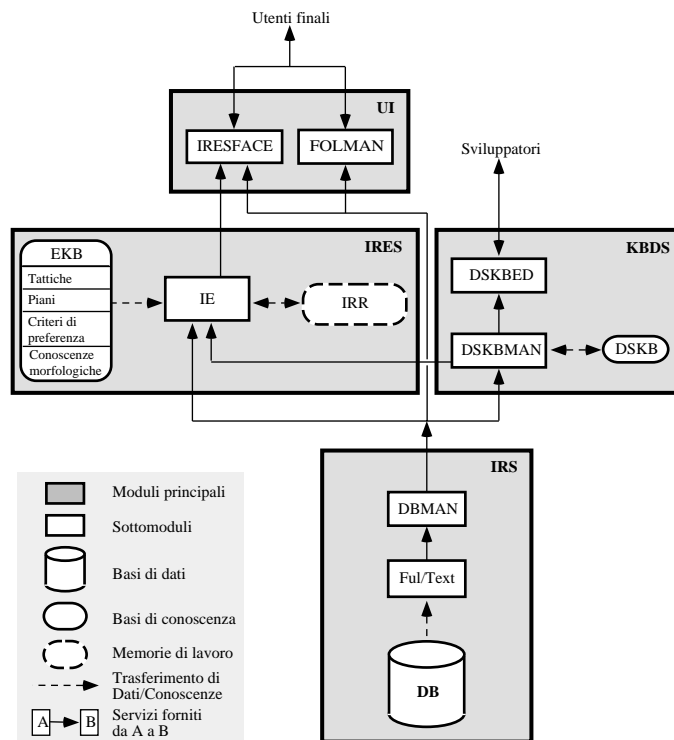 Utenti finali
UI
IRESFACE
FOLMAN
Sviluppatori
IRES
EKB
Tattiche
Piani
Criteri di
preferenza
Conoscenze
morfologiche
IE
IRR
KBDS
DSKBED
DSKBMAN
DSKB
IRS
DBMAN
Ful/Text
DB
Moduli principali
Sottomoduli
Basi di dati
Basi di conoscenza
Memorie di lavoro
Trasferimento di
Dati/Conoscenze
A B Servizi forniti
da A a B